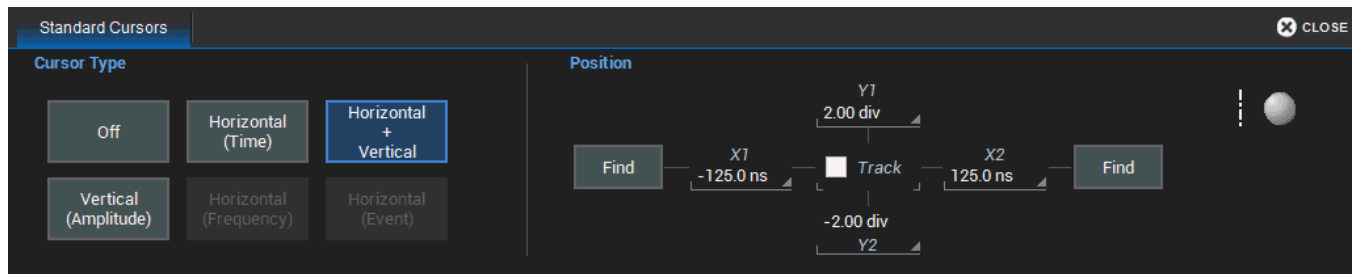 Standard Cursors
CLOSE
Cursor Type
Off
Horizontal
(Time)
Horizontal
+
Vertical
Vertical
(Amplitude)
Horizontal
(Frequency)
Horizontal
(Event)
Position
Y1
2.00 div
Find
X1
-125.0 ns
Track
X2
125.0 ns
Find
-2.00 div
Y2